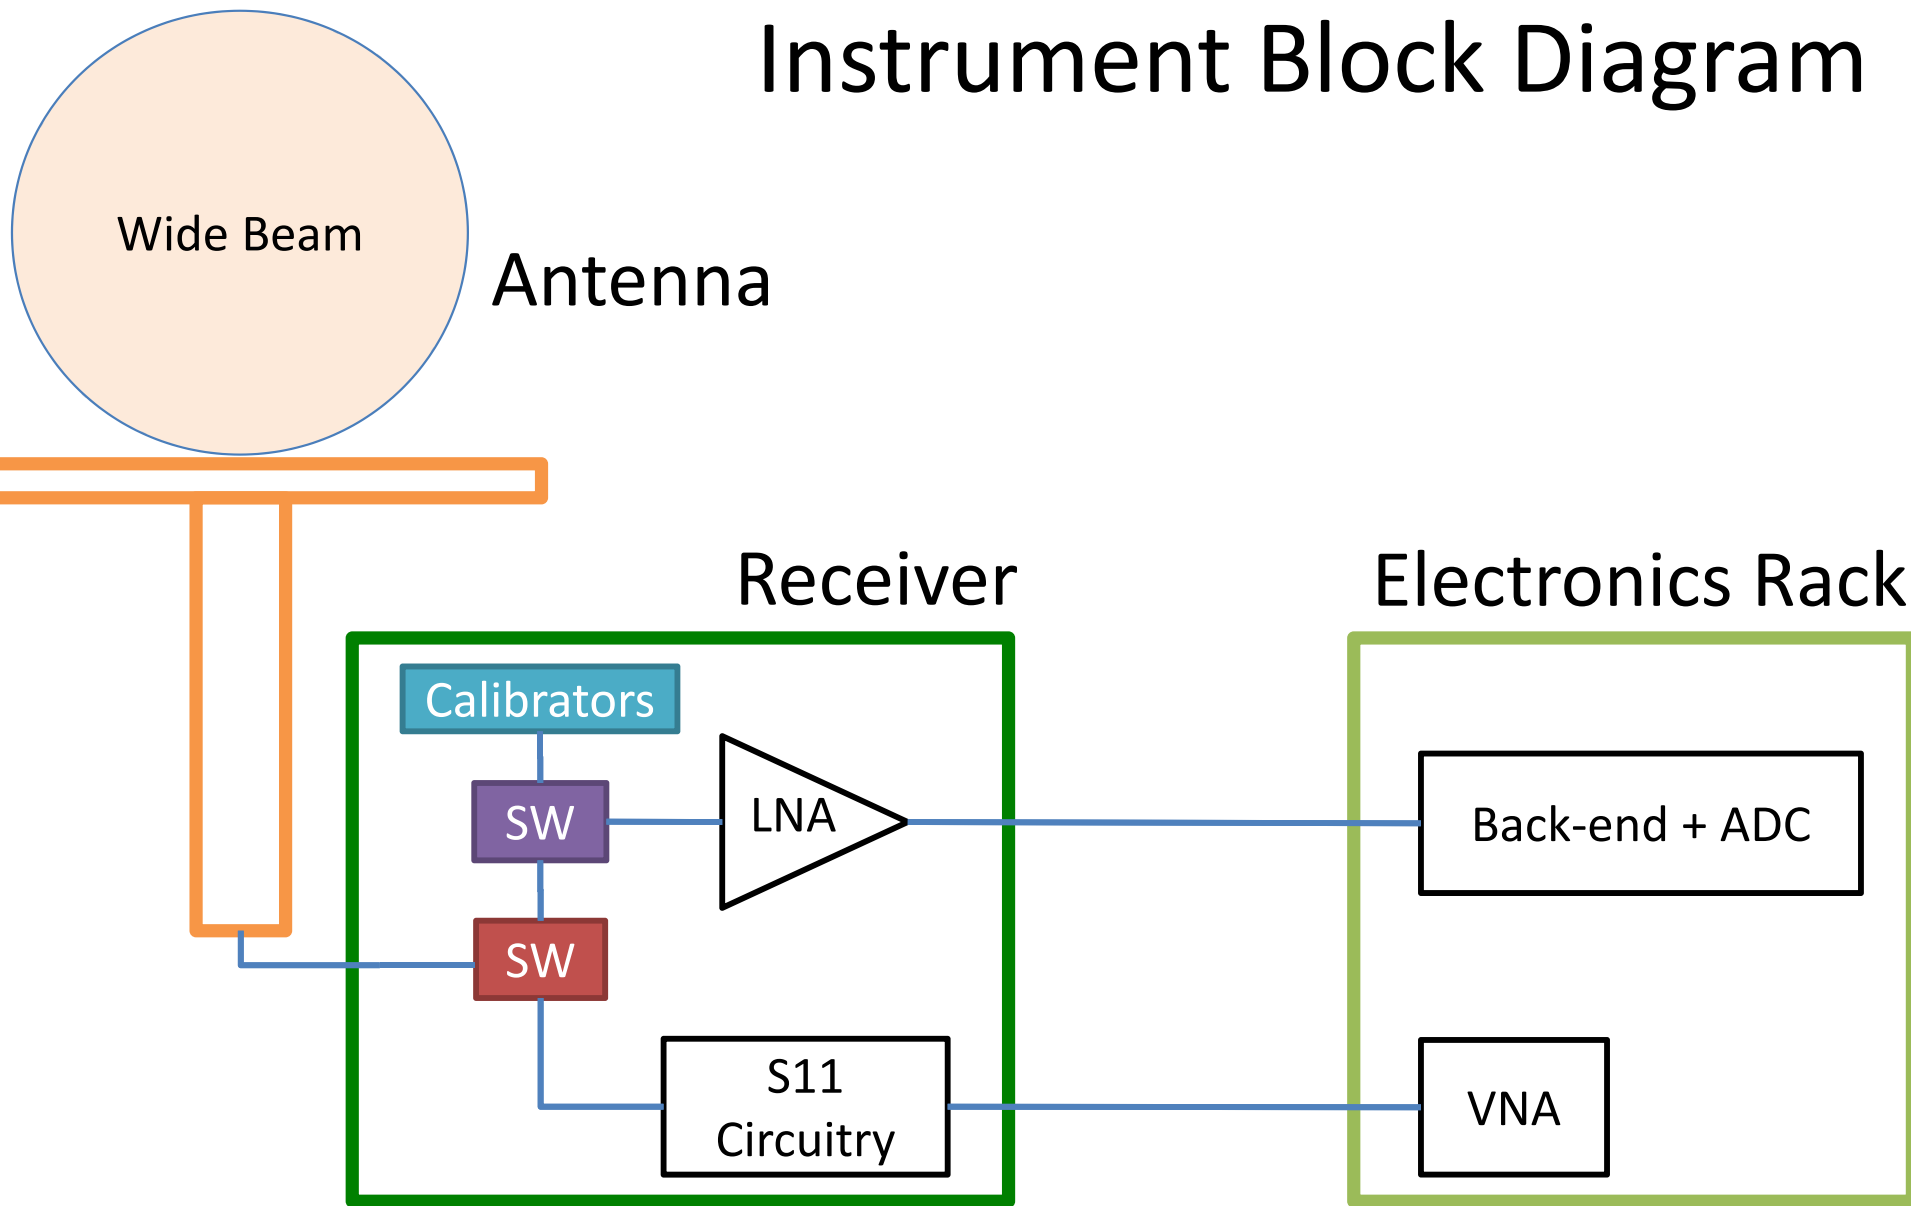 Instrument Block Diagram
Wide Beam
Antenna
Receiver
Electronics Rack
Calibrators
SW
LNA
Back-end + ADC
SW
S11
Circuitry
VNA